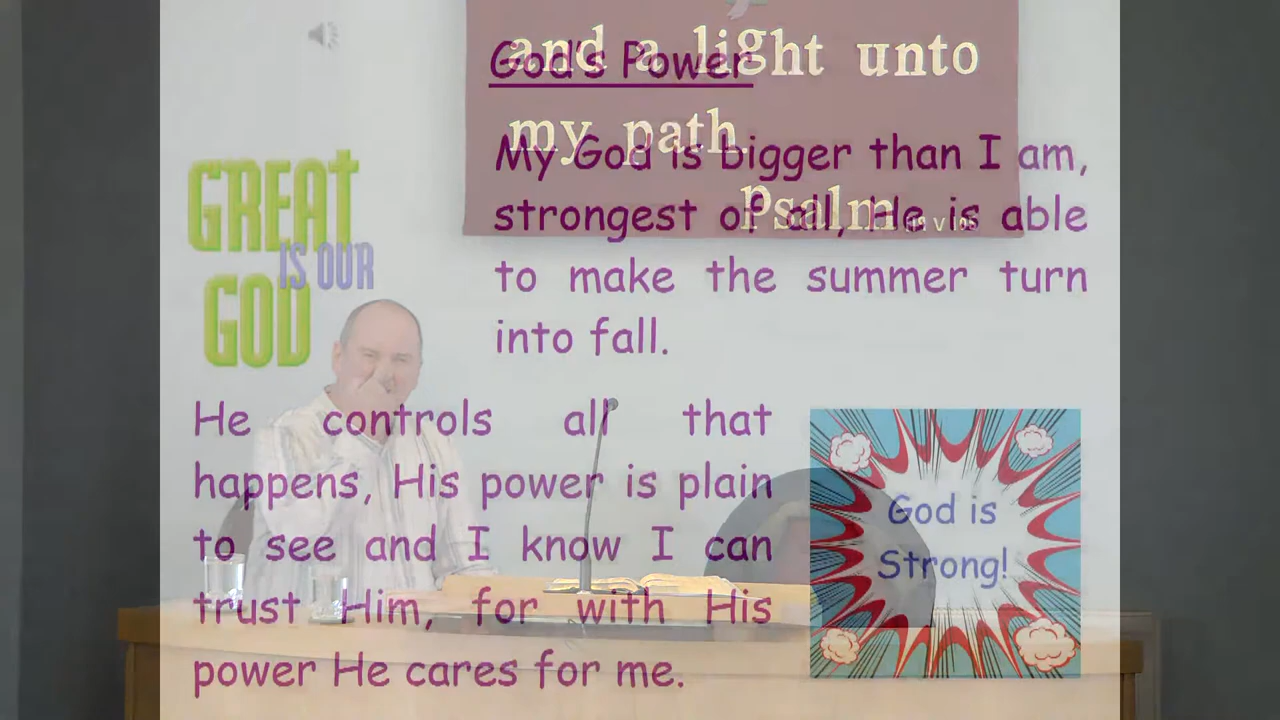 and a light unto
my path.
Psalm 119 v 105
God's Power
My God is bigger than I am,
strongest of all, He is able
to make the summer turn
into fall.
GREAT
IS OUR
GOD
He controls all that
happens, His power is plain
to see and I know I can
trust Him, for with His
power He cares for me.
God is
Strong!